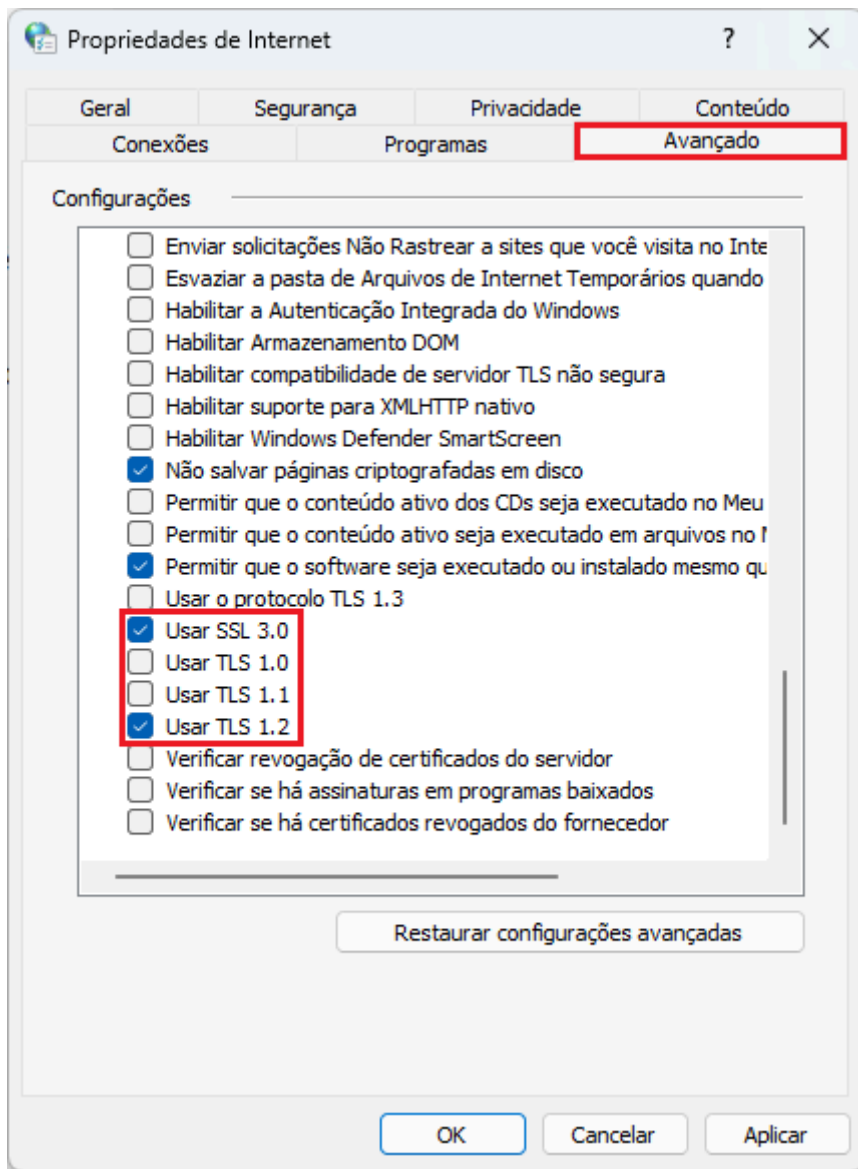 Propriedades de Internet
?
Geral
Segurança
Privacidade
Conteúdo
Conexões
Programas
Avançado
Configurações
Enviar solicitações Não Rastrear a sites que você visita no Inte
Esvaziar a pasta de Arquivos de Internet Temporários quando
Habilitar a Autenticação Integrada do Windows
Habilitar Armazenamento DOM
Habilitar compatibilidade de servidor TLS não segura
Habilitar suporte para XMLHTTP nativo
Habilitar Windows Defender SmartScreen
Não salvar páginas criptografadas em disco
Permitir que o conteúdo ativo dos CDs seja executado no Meu
Permitir que o conteúdo ativo seja executado em arquivos no
Permitir que o software seja executado ou instalado mesmo qu
Usar o protocolo TLS 1.3
Usar SSL 3.0
Usar TLS 1.0
Usar TLS 1.1
Usar TLS 1.2
Verificar revogação de certificados do servidor
Verificar se há assinaturas em programas baixados
Verificar se há certificados revogados do fornecedor
Restaurar configurações avançadas
OK
Cancelar
Aplicar